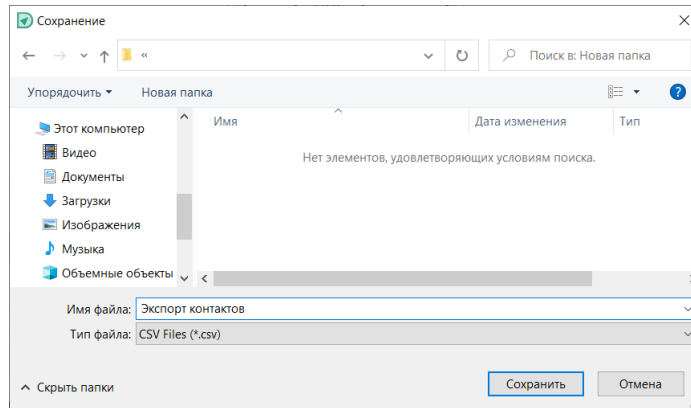 Сохранение
«
Поиск в: Новая папка
Упорядочить Новая папка
Имя Дата изменения Тип
Этот компьютер
Нет элементов, удовлетворяющих условиям поиска.
Видео
Документы
Загрузки
Изображения
Музыка
Объемные объекты
Имя файла: Экспорт контактов
Тип файла: CSV Files (*.csv)
Скрыть папки Сохранить Отмена